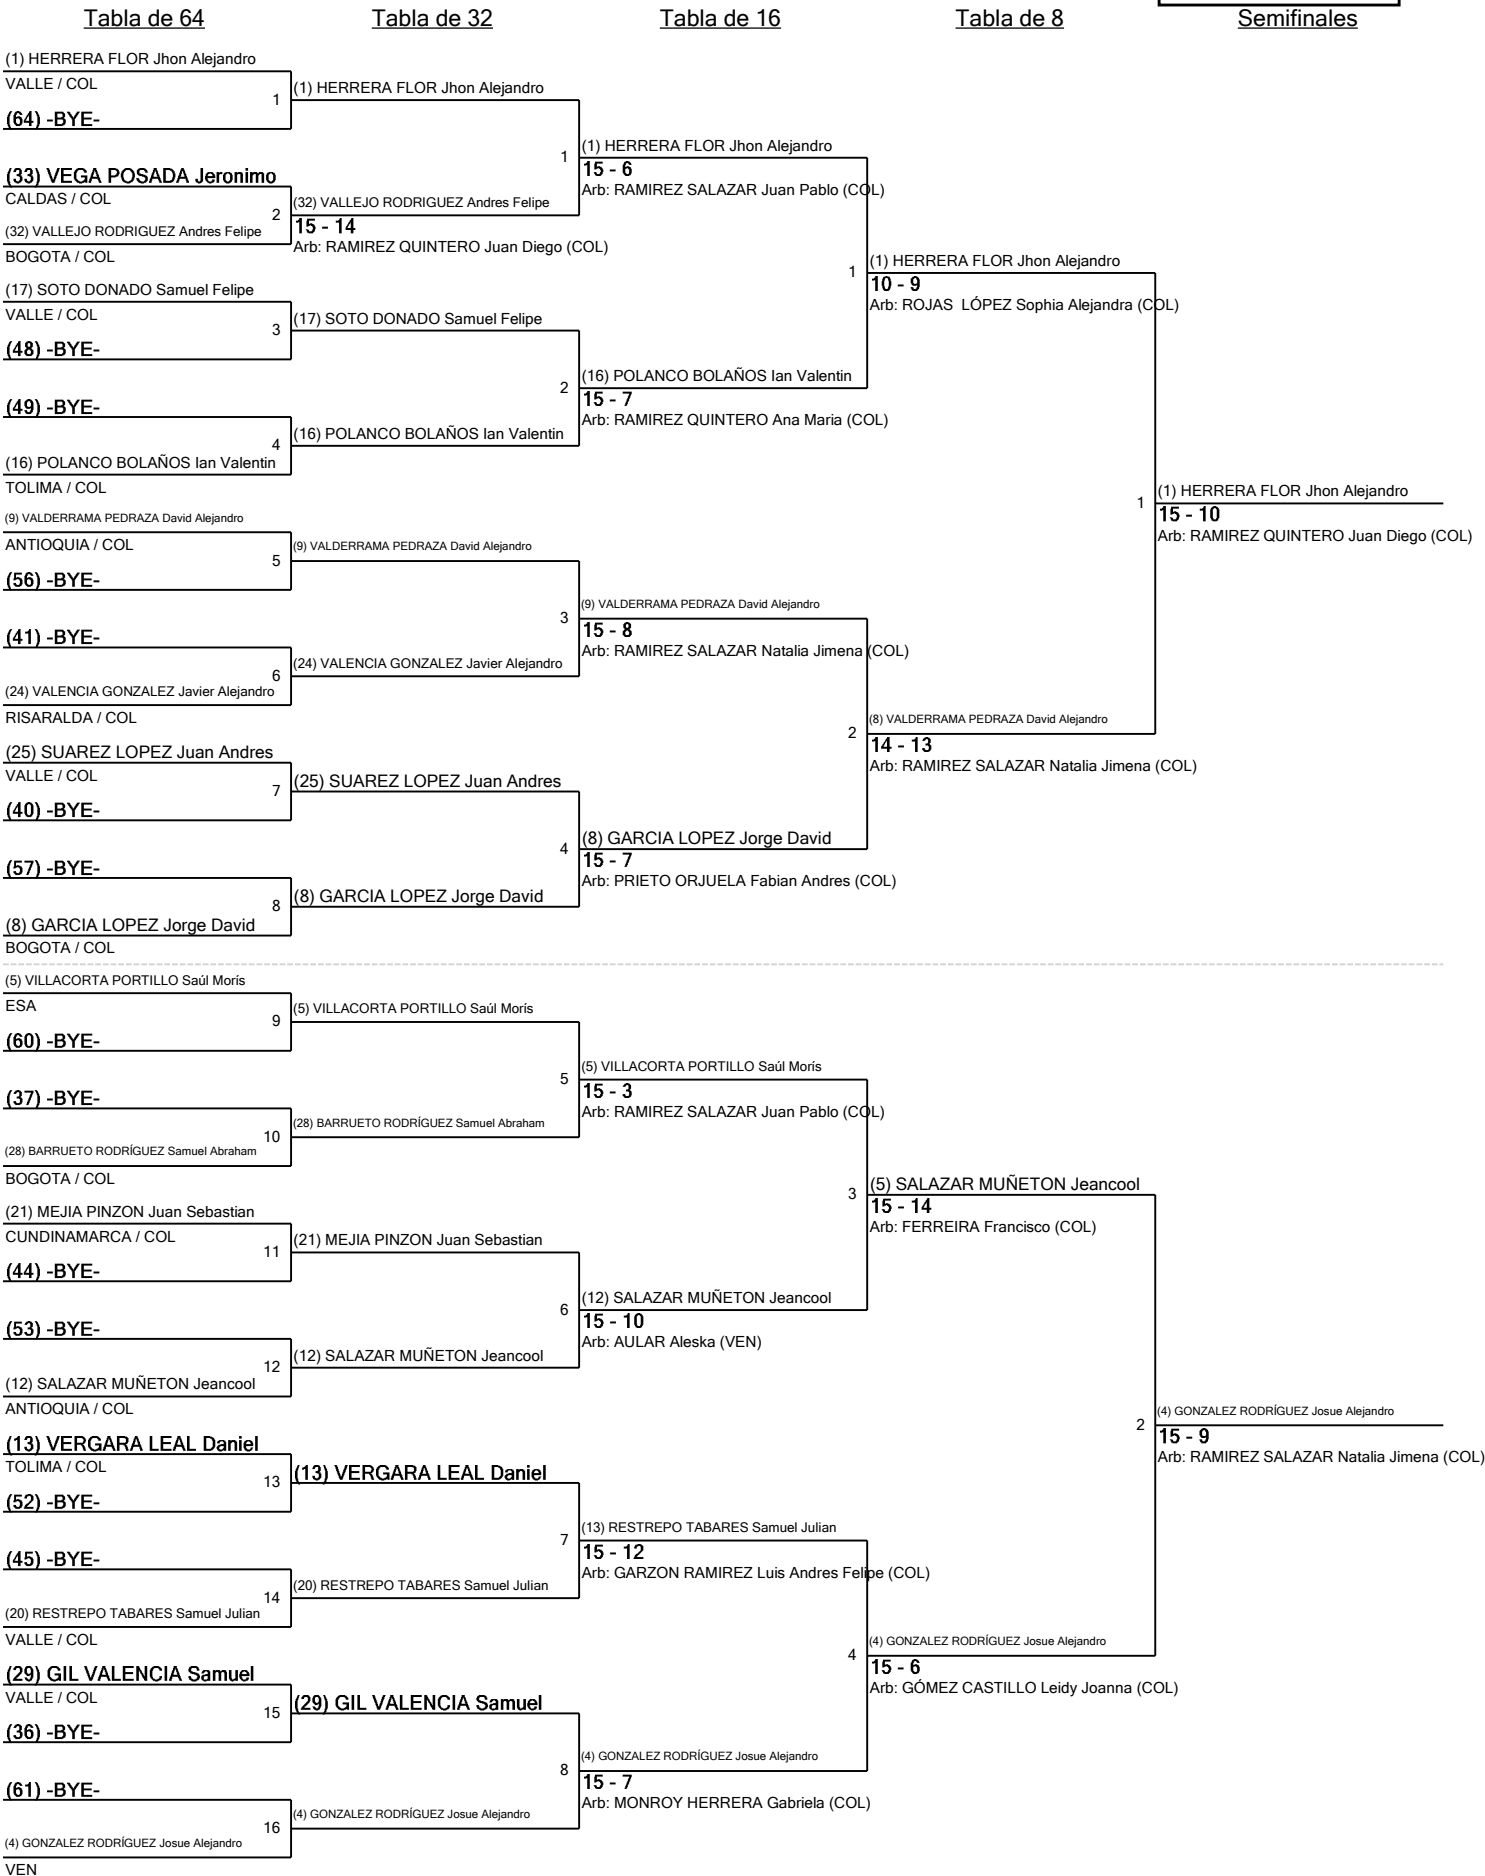 Tabla de 64
Tabla de 32
Tabla de 16
Tabla de 8
Semifinales
(1) HERRERA FLOR Jhon Alejandro
VALLE / COL
1
(64) -BYE-
(33) VEGA POSADA Jeronimo
CALDAS / COL
2
(32) VALLEJO RODRIGUEZ Andres Felipe
BOGOTA / COL
(17) SOTO DONADO Samuel Felipe
VALLE / COL
3
(48) -BYE-
(49) -BYE-
4
(16) POLANCO BOLAÑOS Ian Valentin
TOLIMA / COL
(9) VALDERRAMA PEDRAZA David Alejandro
ANTIOQUIA / COL
5
(56) -BYE-
(41) -BYE-
6
(24) VALENCIA GONZALEZ Javier Alejandro
RISARALDA / COL
(25) SUAREZ LOPEZ Juan Andres
VALLE / COL
7
(40) -BYE-
(57) -BYE-
8
(8) GARCIA LOPEZ Jorge David
BOGOTA / COL
(5) VILLACORTA PORTILLO Saúl Morís
ESA
9
(60) -BYE-
(37) -BYE-
10
(28) BARRUETO RODRÍGUEZ Samuel Abraham
BOGOTA / COL
(21) MEJIA PINZON Juan Sebastian
CUNDINAMARCA / COL
11
(44) -BYE-
(53) -BYE-
12
(12) SALAZAR MUÑETON Jeancool
ANTIOQUIA / COL
(13) VERGARA LEAL Daniel
TOLIMA / COL
13
(52) -BYE-
(45) -BYE-
14
(20) RESTREPO TABARES Samuel Julian
VALLE / COL
(29) GIL VALENCIA Samuel
VALLE / COL
15
(36) -BYE-
(61) -BYE-
16
(4) GONZALEZ RODRÍGUEZ Josue Alejandro
VEN
(1) HERRERA FLOR Jhon Alejandro
1
(32) VALLEJO RODRIGUEZ Andres Felipe
15 - 14
Arb: RAMIREZ QUINTERO Juan Diego (COL)
(17) SOTO DONADO Samuel Felipe
2
(16) POLANCO BOLAÑOS Ian Valentin
(9) VALDERRAMA PEDRAZA David Alejandro
3
(24) VALENCIA GONZALEZ Javier Alejandro
(25) SUAREZ LOPEZ Juan Andres
4
(8) GARCIA LOPEZ Jorge David
(5) VILLACORTA PORTILLO Saúl Morís
5
(28) BARRUETO RODRÍGUEZ Samuel Abraham
(21) MEJIA PINZON Juan Sebastian
6
(12) SALAZAR MUÑETON Jeancool
(13) VERGARA LEAL Daniel
7
(20) RESTREPO TABARES Samuel Julian
(29) GIL VALENCIA Samuel
8
(4) GONZALEZ RODRÍGUEZ Josue Alejandro
(1) HERRERA FLOR Jhon Alejandro
15 - 6
Arb: RAMIREZ SALAZAR Juan Pablo (COL)
1
(16) POLANCO BOLAÑOS Ian Valentin
15 - 7
Arb: RAMIREZ QUINTERO Ana Maria (COL)
(9) VALDERRAMA PEDRAZA David Alejandro
15 - 8
Arb: RAMIREZ SALAZAR Natalia Jimena (COL)
2
(8) GARCIA LOPEZ Jorge David
15 - 7
Arb: PRIETO ORJUELA Fabian Andres (COL)
(5) VILLACORTA PORTILLO Saúl Morís
15 - 3
Arb: RAMIREZ SALAZAR Juan Pablo (COL)
3
(12) SALAZAR MUÑETON Jeancool
15 - 10
Arb: AULAR Aleska (VEN)
(13) RESTREPO TABARES Samuel Julian
15 - 12
Arb: GARZON RAMIREZ Luis Andres Felipe (COL)
4
(4) GONZALEZ RODRÍGUEZ Josue Alejandro
15 - 7
Arb: MONROY HERRERA Gabriela (COL)
(1) HERRERA FLOR Jhon Alejandro
10 - 9
Arb: ROJAS LÓPEZ Sophia Alejandra (COL)
1
(8) VALDERRAMA PEDRAZA David Alejandro
14 - 13
Arb: RAMIREZ SALAZAR Natalia Jimena (COL)
(5) SALAZAR MUÑETON Jeancool
15 - 14
Arb: FERREIRA Francisco (COL)
2
(4) GONZALEZ RODRÍGUEZ Josue Alejandro
15 - 6
Arb: GÓMEZ CASTILLO Leidy Joanna (COL)
(1) HERRERA FLOR Jhon Alejandro
15 - 10
Arb: RAMIREZ QUINTERO Juan Diego (COL)
(4) GONZALEZ RODRÍGUEZ Josue Alejandro
15 - 9
Arb: RAMIREZ SALAZAR Natalia Jimena (COL)